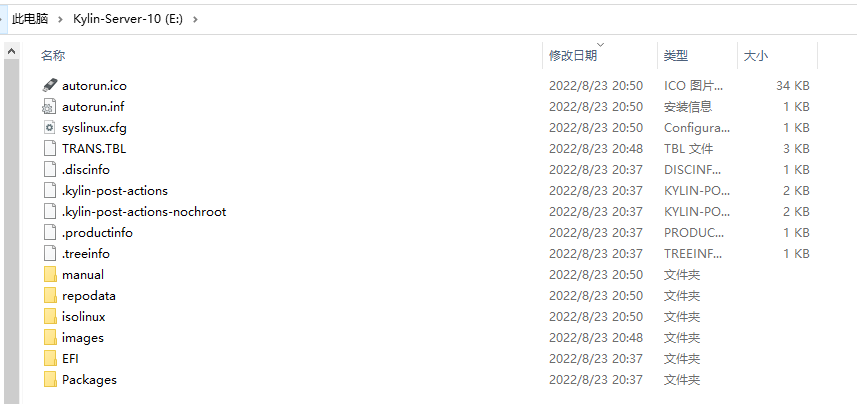 此电脑 > Kylin-Server-10 (E:) >
名称 修改日期 类型 大小
autorun.ico 2022/8/23 20:50 ICO 图片... 34 KB
autorun.inf 2022/8/23 20:50 安装信息 1 KB
syslinux.cfg 2022/8/23 20:50 Configura... 1 KB
TRANS.TBL 2022/8/23 20:48 TBL 文件 3 KB
.discinfo 2022/8/23 20:37 DISCINF... 1 KB
.kylin-post-actions 2022/8/23 20:37 KYLIN-PO... 2 KB
.kylin-post-actions-nochroot 2022/8/23 20:37 KYLIN-PO... 2 KB
.productinfo 2022/8/23 20:37 PRODUC... 1 KB
.treeinfo 2022/8/23 20:37 TREEINF... 1 KB
manual 2022/8/23 20:50 文件夹
repodata 2022/8/23 20:50 文件夹
isolinux 2022/8/23 20:50 文件夹
images 2022/8/23 20:48 文件夹
EFI 2022/8/23 20:37 文件夹
Packages 2022/8/23 20:37 文件夹